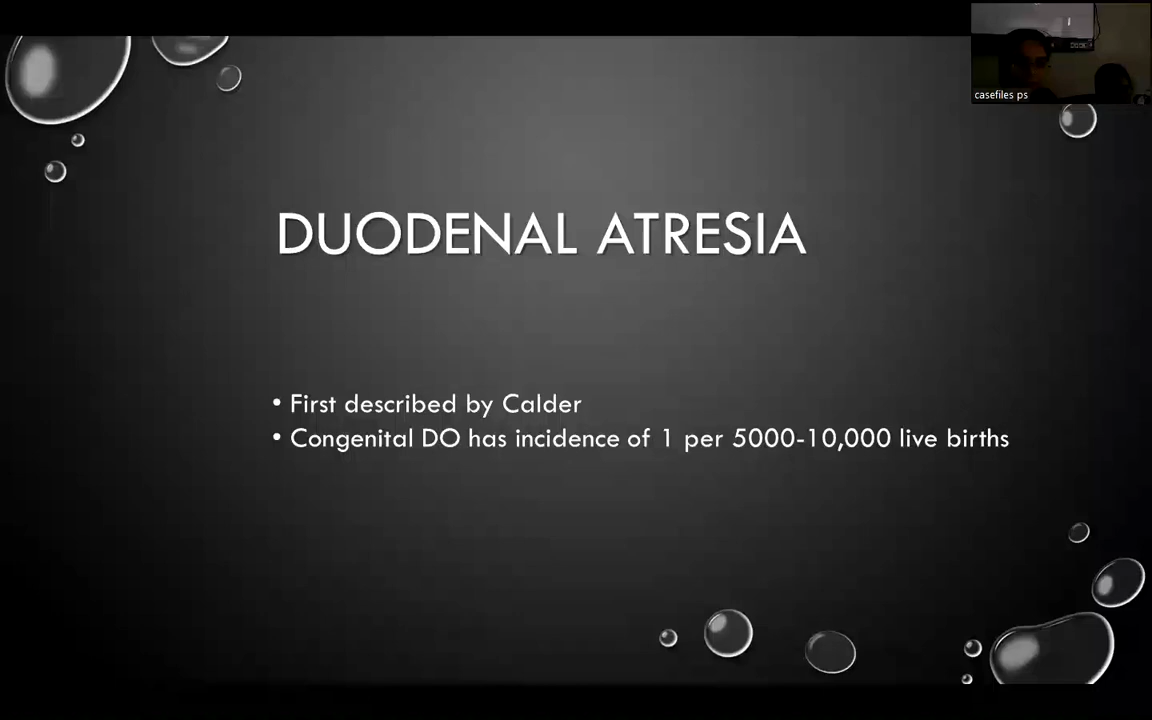 casefiles ps
DUODENAL ATRESIA
• First described by Calder
• Congenital DO has incidence of 1 per 5000-10,000 live births